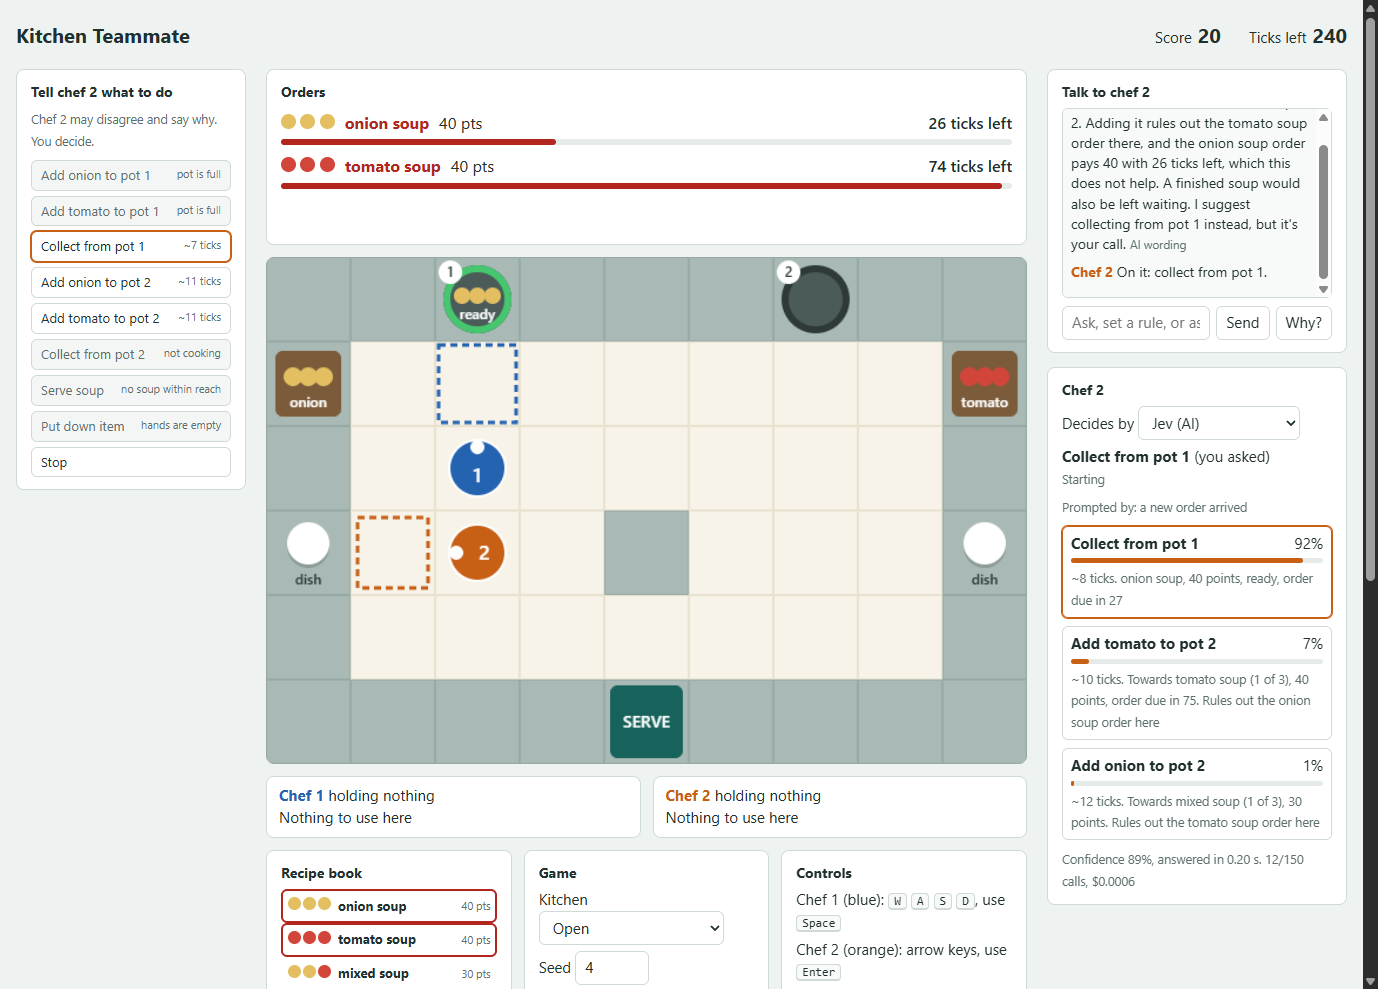 Kitchen Teammate
Score 20
Ticks left 240
Tell chef 2 what to do
Chef 2 may disagree and say why.
You decide.
Add onion to pot 1 pot is full
Add tomato to pot 1 pot is full
Collect from pot 1 ~7 ticks
Add onion to pot 2 ~11 ticks
Add tomato to pot 2 ~11 ticks
Collect from pot 2 not cooking
Serve soup no soup within reach
Put down item hands are empty
Stop
Orders
onion soup 40 pts 26 ticks left
tomato soup 40 pts 74 ticks left
1
ready
2
onion
tomato
1
2
dish
dish
SERVE
Chef 1 holding nothing
Nothing to use here
Chef 2 holding nothing
Nothing to use here
Recipe book
onion soup 40 pts
tomato soup 40 pts
mixed soup 30 pts
Game
Kitchen
Open
Seed 4
Controls
Chef 1 (blue): W A S D, use
Space
Chef 2 (orange): arrow keys, use
Enter
Talk to chef 2
2. Adding it rules out the tomato soup
order there, and the onion soup order
pays 40 with 26 ticks left, which this
does not help. A finished soup would
also be left waiting. I suggest
collecting from pot 1 instead, but it's
your call. AI wording
Chef 2 On it: collect from pot 1.
Ask, set a rule, or as
Send
Why?
Chef 2
Decides by Jev (AI)
Collect from pot 1 (you asked)
Starting
Prompted by: a new order arrived
Collect from pot 1 92%
~8 ticks. onion soup, 40 points, ready, order
due in 27
Add tomato to pot 2 7%
~10 ticks. Towards tomato soup (1 of 3), 40
points, order due in 75. Rules out the onion
soup order here
Add onion to pot 2 1%
~12 ticks. Towards mixed soup (1 of 3), 30
points. Rules out the tomato soup order here
Confidence 89%, answered in 0.20 s. 12/150
calls, $0.0006